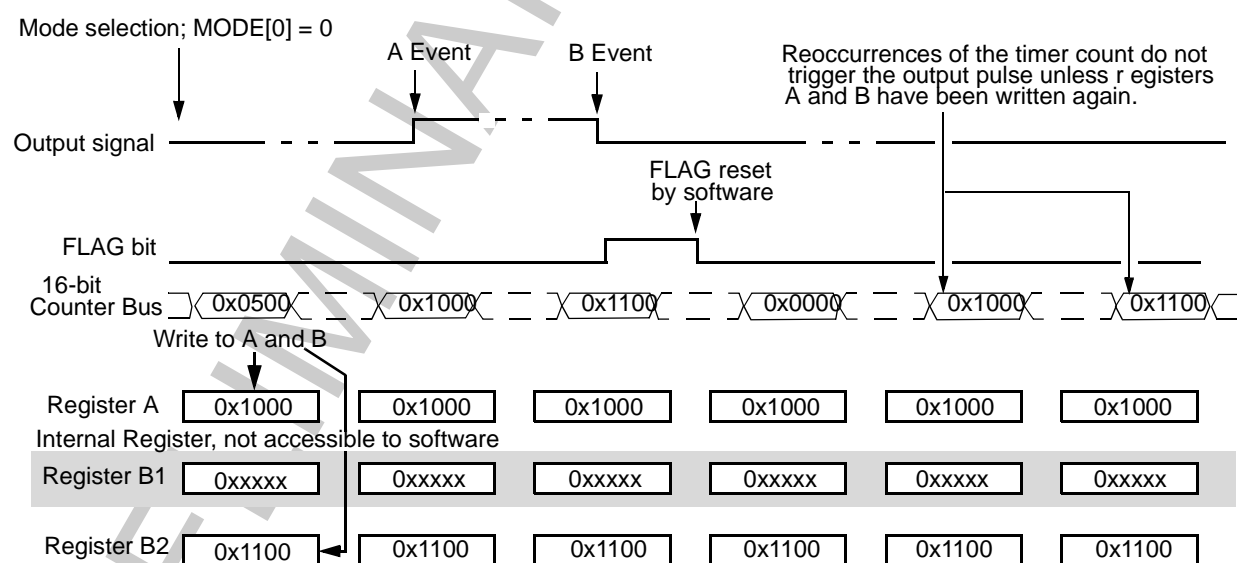 Mode selection; MODE[0] = 0
A Event
B Event
Reoccurrences of the timer count do not
trigger the output pulse unless r egisters
A and B have been written again.
Output signal
FLAG reset
by software
FLAG bit
16-bit
Counter Bus
0x0500 0x1000 0x1100 0x0000 0x1000 0x1100
Write to A and B
Register A 0x1000 0x1000 0x1000 0x1000 0x1000 0x1000
Internal Register, not accessible to software
Register B1 0xxxxx 0xxxxx 0xxxxx 0xxxxx 0xxxxx 0xxxxx
Register B2 0x1100 0x1100 0x1100 0x1100 0x1100 0x1100